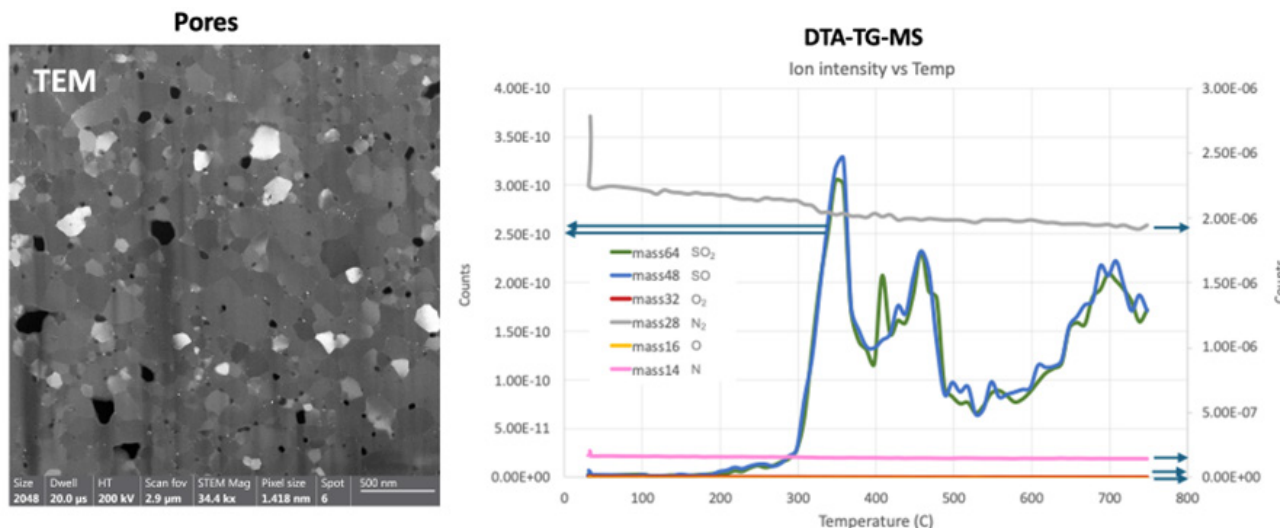 Pores
TEM
Size Dwell HT Scan fov STEM Mag Pixel size Spot 500 nm
2048 20.0 µs 200 kV 2.9 µm 34.4 kx 1.418 nm 6
DTA-TG-MS
Ion intensity vs Temp
4.00E-10
3.50E-10
3.00E-10
2.50E-10
2.00E-10
1.50E-10
1.00E-10
5.00E-11
0.00E+00
Counts
mass64 SO₂
mass48 SO
mass32 O₂
mass28 N₂
mass16 O
mass14 N
3.00E-06
2.50E-06
2.00E-06
1.50E-06
1.00E-06
5.00E-07
0.00E+00
0 100 200 300 400 500 600 700 800
Temperature (C)